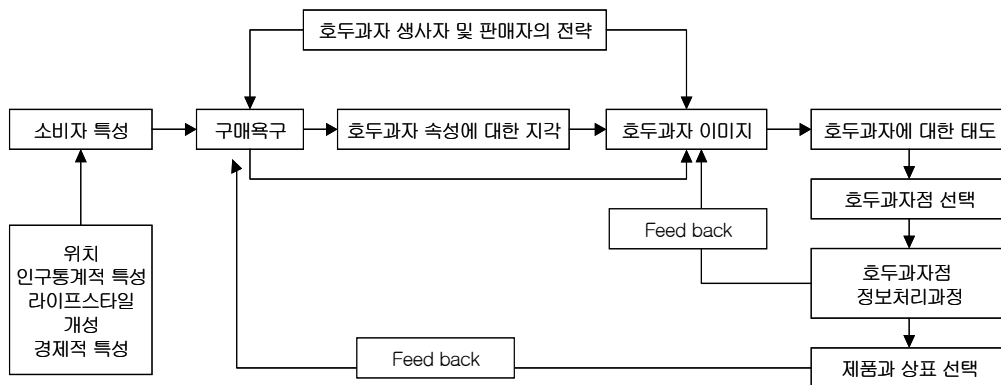 호두과자 생사자 및 판매자의 전략
소비자 특성
구매욕구
호두과자 속성에 대한 지각
호두과자 이미지
호두과자에 대한 태도
호두과자점 선택
Feed back
위치
인구통계적 특성
라이프스타일
개성
경제적 특성
호두과자점
정보처리과정
Feed back
제품과 상표 선택